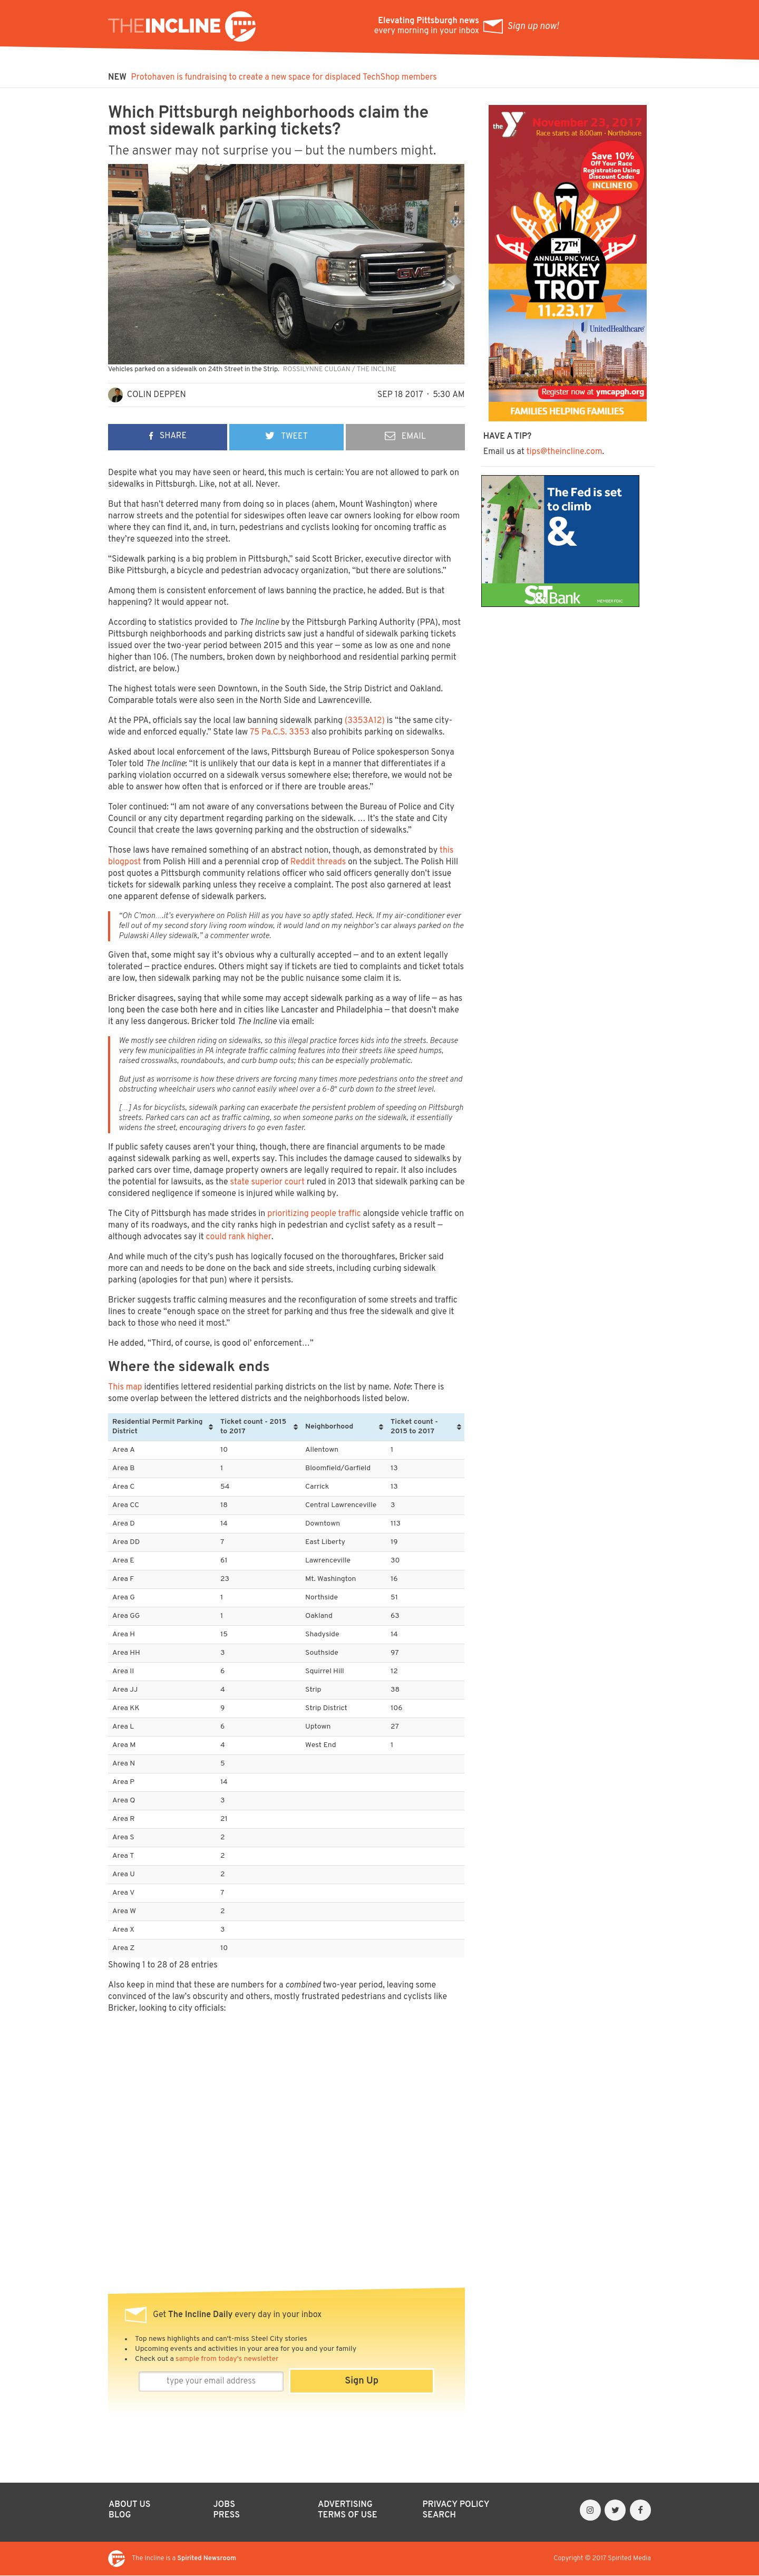 THEINCLINE
Elevating Pittsburgh news
every morning in your inbox
Sign up now!
NEW Protohaven is fundraising to create a new space for displaced TechShop members
Which Pittsburgh neighborhoods claim the
most sidewalk parking tickets?
The answer may not surprise you — but the numbers might.
GMC
Vehicles parked on a sidewalk on 24th Street in the Strip. ROSSILYNNE CULGAN / THE INCLINE
COLIN DEPPEN
SEP 18 2017 · 5:30 AM
SHARE
TWEET
EMAIL
Despite what you may have seen or heard, this much is certain: You are not allowed to park on
sidewalks in Pittsburgh. Like, not at all. Never.
But that hasn't deterred many from doing so in places (ahem, Mount Washington) where
narrow streets and the potential for sideswipes often leave car owners looking for elbow room
where they can find it, and, in turn, pedestrians and cyclists looking for oncoming traffic as
they're squeezed into the street.
“Sidewalk parking is a big problem in Pittsburgh,” said Scott Bricker, executive director with
Bike Pittsburgh, a bicycle and pedestrian advocacy organization, “but there are solutions.”
Among them is consistent enforcement of laws banning the practice, he added. But is that
happening? It would appear not.
According to statistics provided to The Incline by the Pittsburgh Parking Authority (PPA), most
Pittsburgh neighborhoods and parking districts saw just a handful of sidewalk parking tickets
issued over the two-year period between 2015 and this year — some as low as one and none
higher than 106. (The numbers, broken down by neighborhood and residential parking permit
district, are below.)
The highest totals were seen Downtown, in the South Side, the Strip District and Oakland.
Comparable totals were also seen in the North Side and Lawrenceville.
At the PPA, officials say the local law banning sidewalk parking (3353A12) is “the same city-
wide and enforced equally.” State law 75 Pa.C.S. 3353 also prohibits parking on sidewalks.
Asked about local enforcement of the laws, Pittsburgh Bureau of Police spokesperson Sonya
Toler told The Incline: “It is unlikely that our data is kept in a manner that differentiates if a
parking violation occurred on a sidewalk versus somewhere else; therefore, we would not be
able to answer how often that is enforced or if there are trouble areas.”
Toler continued: “I am not aware of any conversations between the Bureau of Police and City
Council or any city department regarding parking on the sidewalk. … It's the state and City
Council that create the laws governing parking and the obstruction of sidewalks.”
Those laws have remained something of an abstract notion, though, as demonstrated by this
blogpost from Polish Hill and a perennial crop of Reddit threads on the subject. The Polish Hill
post quotes a Pittsburgh community relations officer who said officers generally don't issue
tickets for sidewalk parking unless they receive a complaint. The post also garnered at least
one apparent defense of sidewalk parkers.
“Oh C'mon….it's everywhere on Polish Hill as you have so aptly stated. Heck. If my air-conditioner ever
fell out of my second story living room window, it would land on my neighbor's car always parked on the
Pulawski Alley sidewalk,” a commenter wrote.
Given that, some might say it's obvious why a culturally accepted — and to an extent legally
tolerated — practice endures. Others might say if tickets are tied to complaints and ticket totals
are low, then sidewalk parking may not be the public nuisance some claim it is.
Bricker disagrees, saying that while some may accept sidewalk parking as a way of life — as has
long been the case both here and in cities like Lancaster and Philadelphia — that doesn't make
it any less dangerous. Bricker told The Incline via email:
We mostly see children riding on sidewalks, so this illegal practice forces kids into the streets. Because
very few municipalities in PA integrate traffic calming features into their streets like speed humps,
raised crosswalks, roundabouts, and curb bump outs; this can be especially problematic.
But just as worrisome is how these drivers are forcing many times more pedestrians onto the street and
obstructing wheelchair users who cannot easily wheel over a 6-8″ curb down to the street level.
[…] As for bicyclists, sidewalk parking can exacerbate the persistent problem of speeding on Pittsburgh
streets. Parked cars can act as traffic calming, so when someone parks on the sidewalk, it essentially
widens the street, encouraging drivers to go even faster.
If public safety causes aren't your thing, though, there are financial arguments to be made
against sidewalk parking as well, experts say. This includes the damage caused to sidewalks by
parked cars over time, damage property owners are legally required to repair. It also includes
the potential for lawsuits, as the state superior court ruled in 2013 that sidewalk parking can be
considered negligence if someone is injured while walking by.
The City of Pittsburgh has made strides in prioritizing people traffic alongside vehicle traffic on
many of its roadways, and the city ranks high in pedestrian and cyclist safety as a result —
although advocates say it could rank higher.
And while much of the city's push has logically focused on the thoroughfares, Bricker said
more can and needs to be done on the back and side streets, including curbing sidewalk
parking (apologies for that pun) where it persists.
Bricker suggests traffic calming measures and the reconfiguration of some streets and traffic
lines to create “enough space on the street for parking and thus free the sidewalk and give it
back to those who need it most.”
He added, “Third, of course, is good ol' enforcement…”
Where the sidewalk ends
This map identifies lettered residential parking districts on the list by name. Note: There is
some overlap between the lettered districts and the neighborhoods listed below.
Residential Permit Parking District Ticket count - 2015 to 2017 Neighborhood Ticket count - 2015 to 2017
Area A 10 Allentown 1
Area B 1 Bloomfield/Garfield 13
Area C 54 Carrick 13
Area CC 18 Central Lawrenceville 3
Area D 14 Downtown 113
Area DD 7 East Liberty 19
Area E 61 Lawrenceville 30
Area F 23 Mt. Washington 16
Area G 1 Northside 51
Area GG 1 Oakland 63
Area H 15 Shadyside 14
Area HH 3 Southside 97
Area II 6 Squirrel Hill 12
Area JJ 4 Strip 38
Area KK 9 Strip District 106
Area L 6 Uptown 27
Area M 4 West End 1
Area N 5
Area P 14
Area Q 3
Area R 21
Area S 2
Area T 2
Area U 2
Area V 7
Area W 2
Area X 3
Area Z 10
Showing 1 to 28 of 28 entries
Also keep in mind that these are numbers for a combined two-year period, leaving some
convinced of the law's obscurity and others, mostly frustrated pedestrians and cyclists like
Bricker, looking to city officials:
the Y
November 23, 2017
Race starts at 8:00am - Northshore
Save 10%
Off Your Race
Registration Using
Discount Code:
INCLINE10
27TH
ANNUAL PNC YMCA
TURKEY
TROT
11.23.17
UnitedHealthcare
Register now at ymcapgh.org
FAMILIES HELPING FAMILIES
HAVE A TIP?
Email us at tips@theincline.com.
The Fed is set
to climb
&
S&T Bank
MEMBER FDIC
Get The Incline Daily every day in your inbox
• Top news highlights and can't-miss Steel City stories
• Upcoming events and activities in your area for you and your family
• Check out a sample from today's newsletter
type your email address
Sign Up
ABOUT US JOBS ADVERTISING PRIVACY POLICY
BLOG PRESS TERMS OF USE SEARCH
The Incline is a Spirited Newsroom
Copyright © 2017 Spirited Media